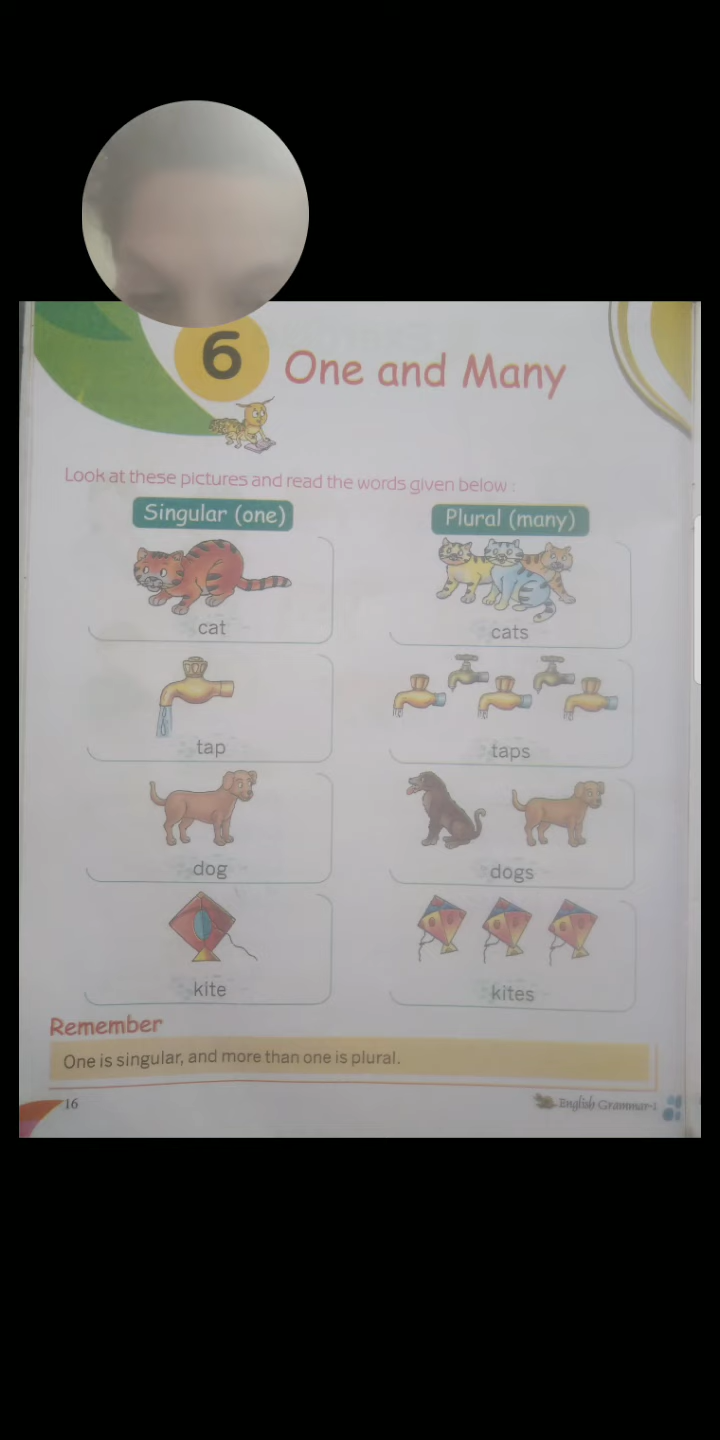 6 One and Many
Look at these pictures and read the words given below :
Singular (one)
Plural (many)
cat
cats
tap
taps
dog
dogs
kite
kites
Remember
One is singular, and more than one is plural.
16
English Grammar-1